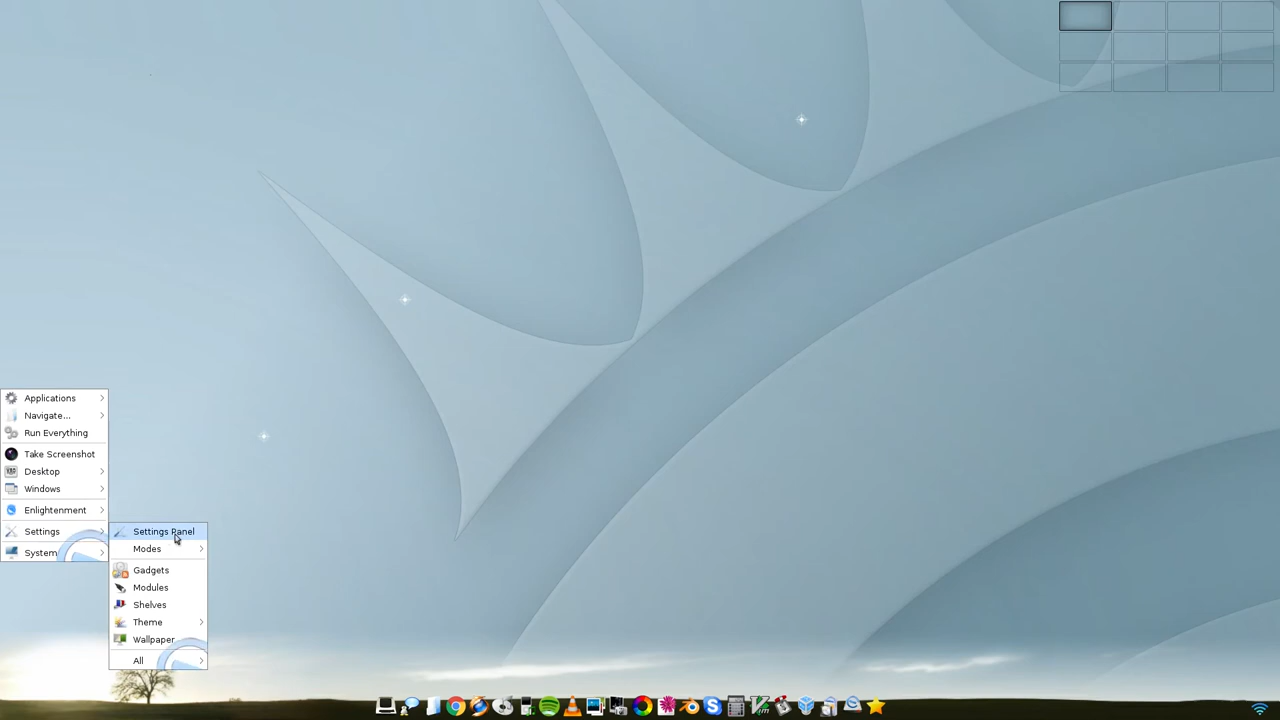 Applications
Navigate...
Run Everything
Take Screenshot
Desktop
Windows
Enlightenment
Settings
System
Settings Panel
Modes
Gadgets
Modules
Shelves
Theme
Wallpaper
All